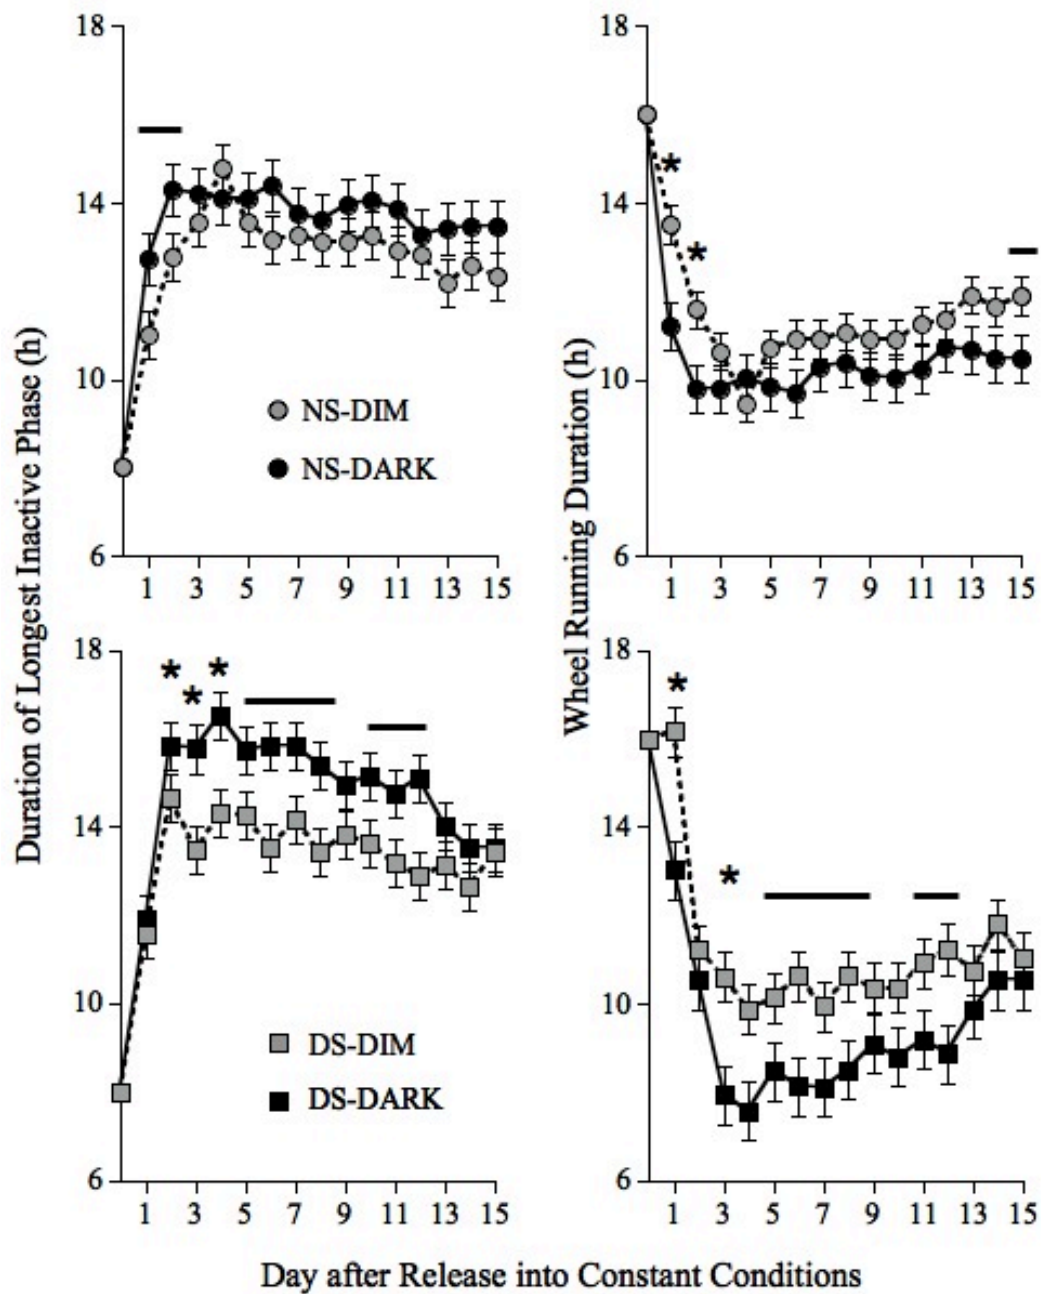 18
14
10
6
1 3 5 7 9 11 13 15
NS-DIM
NS-DARK
*
*
18
14
10
6
1 3 5 7 9 11 13 15
* * *
18
14
10
6
1 3 5 7 9 11 13 15
DS-DIM
DS-DARK
*
*
18
14
10
6
1 3 5 7 9 11 13 15
Duration of Longest Inactive Phase (h)
Wheel Running Duration (h)
Day after Release into Constant Conditions